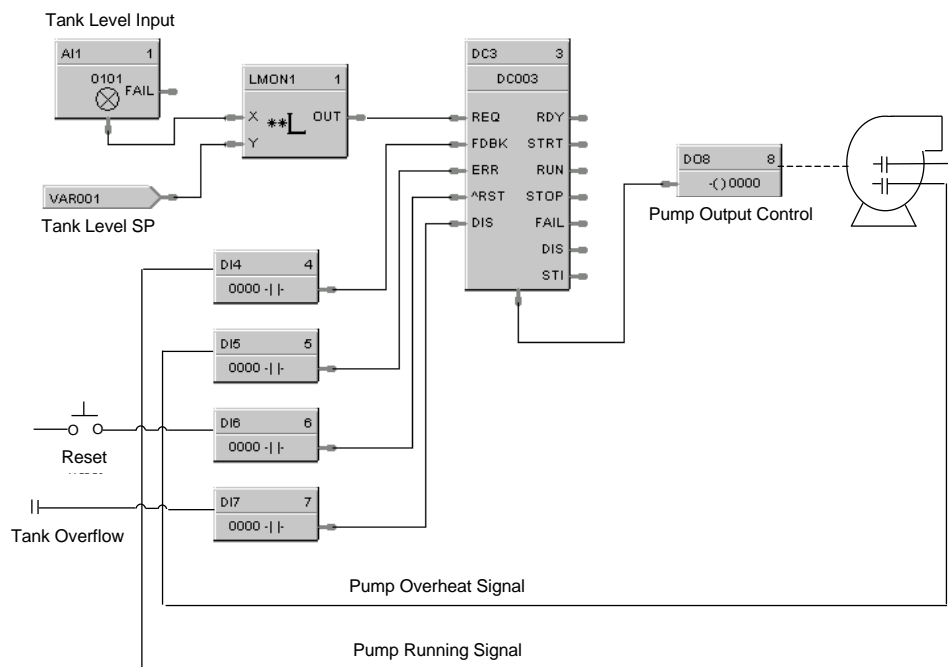 Tank Level Input
AI1 1
0101
FAIL
LMON1 1
X **L OUT
Y
VAR001
Tank Level SP
DC3 3
DC003
REQ RDY
FDBK STRT
ERR RUN
^RST STOP
DIS FAIL
DIS
STI
DO8 8
-( ) 0000
Pump Output Control
DI4 4
0000 -| |-
DI5 5
0000 -| |-
DI6 6
0000 -| |-
Reset
DI7 7
0000 -| |-
Tank Overflow
Pump Overheat Signal
Pump Running Signal